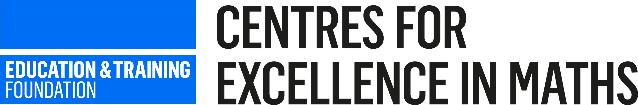 EDUCATION & TRAINING
FOUNDATION
CENTRES FOR
EXCELLENCE IN MATHS